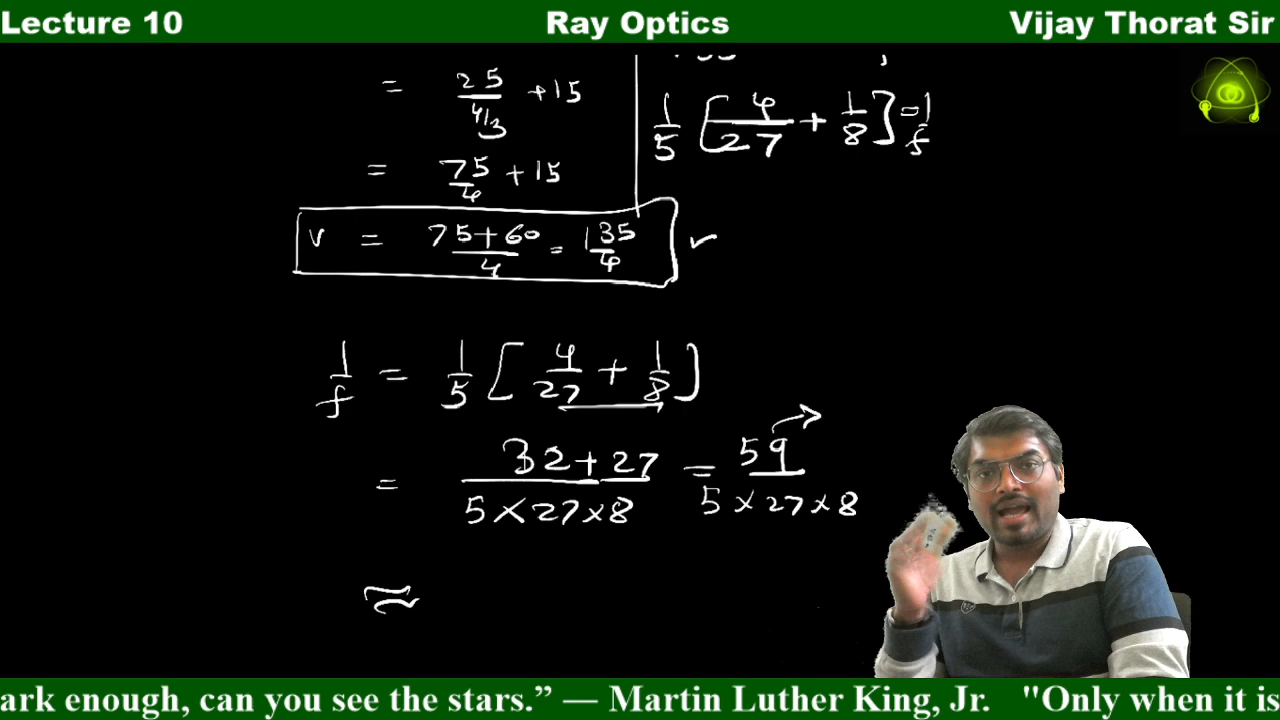 Lecture 10 Ray Optics Vijay Thorat Sir
= 25/(4/3) + 15
= 75/4 + 15
v = (75+60)/4 = 135/4 ✓
1/5 [4/27 + 1/8] = 1/f
1/f = 1/5 [4/27 + 1/8]
= (32+27)/(5×27×8) = 59/(5×27×8)
≈
ark enough, can you see the stars.” — Martin Luther King, Jr. "Only when it is